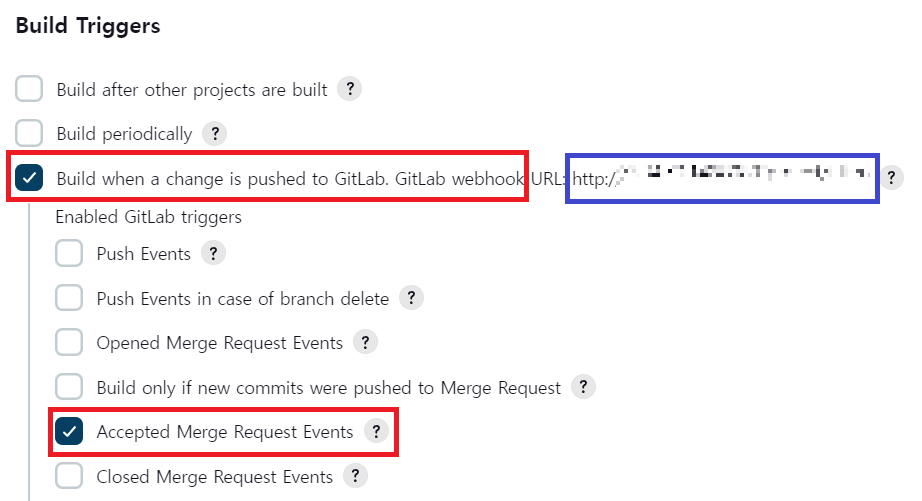 Build Triggers
Build after other projects are built ?
Build periodically ?
Build when a change is pushed to GitLab. GitLab webhook URL: http:/ ?
Enabled GitLab triggers
Push Events ?
Push Events in case of branch delete ?
Opened Merge Request Events ?
Build only if new commits were pushed to Merge Request ?
Accepted Merge Request Events ?
Closed Merge Request Events ?